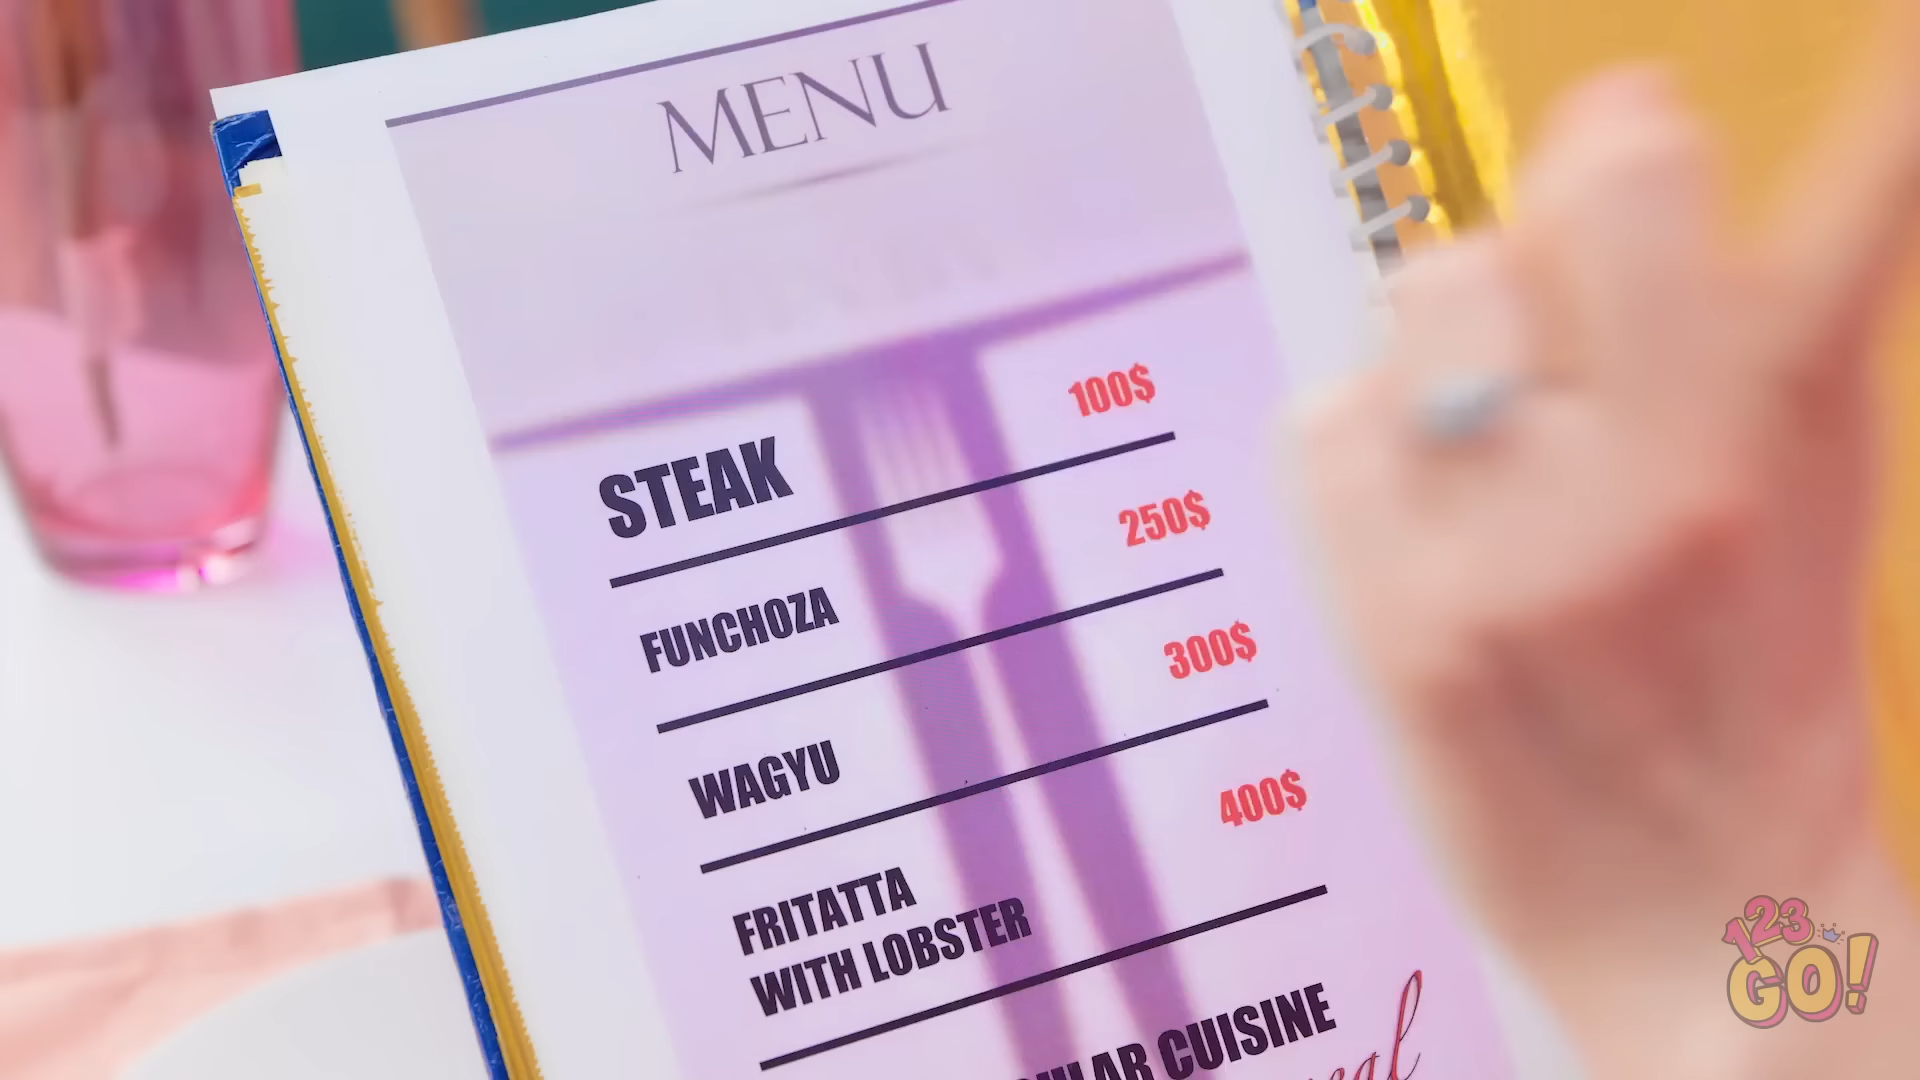 MENU
STEAK 100$
FUNCHOZA 250$
WAGYU 300$
FRITATTA 400$
WITH LOBSTER
CUISINE
123
GO!